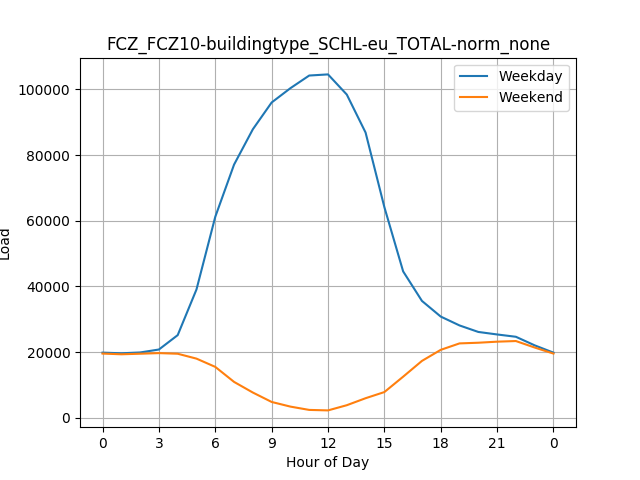 FCZ_FCZ10-buildingtype_SCHL-eu_TOTAL-norm_none
Weekday
Weekend
100000
80000
60000
40000
20000
0
Load
0 3 6 9 12 15 18 21 0
Hour of Day